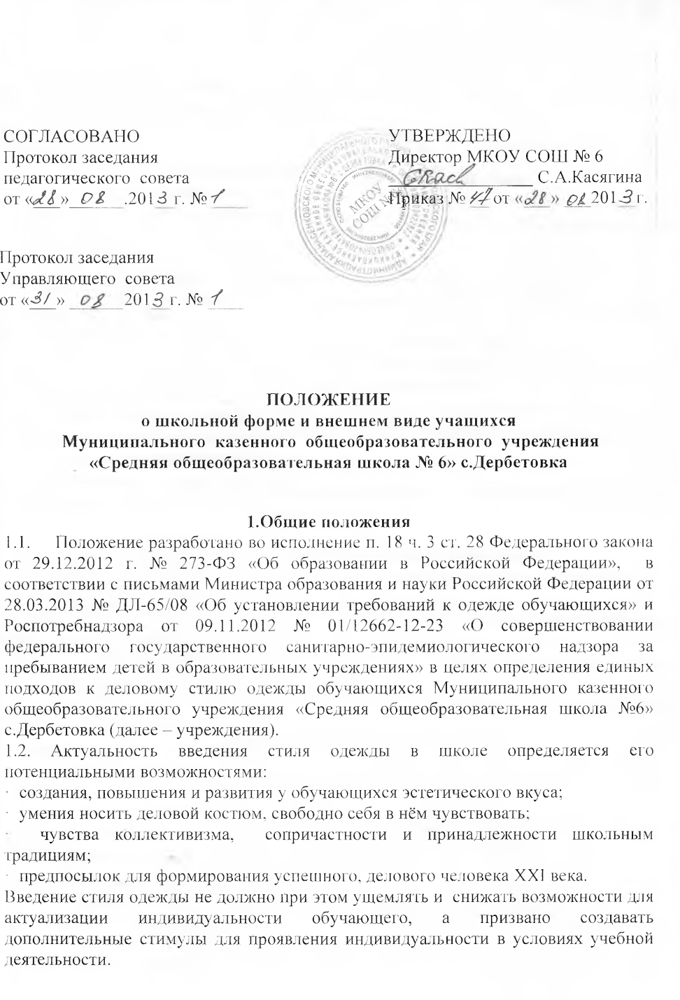 СОГЛАСОВАНО
Протокол заседания
педагогического совета
от «28» 08 .2013 г. № 1
УТВЕРЖДЕНО
Директор МКОУ СОШ № 6
С.А.Касягина
Приказ № 47 от «28» 08 2013 г.
МКОУ
СОШ №
Протокол заседания
Управляющего совета
от «31» 08 2013 г. № 1
ПОЛОЖЕНИЕ
о школьной форме и внешнем виде учащихся
Муниципального казенного общеобразовательного учреждения
«Средняя общеобразовательная школа № 6» с.Дербетовка
1.Общие положения
1.1. Положение разработано во исполнение п. 18 ч. 3 ст. 28 Федерального закона
от 29.12.2012 г. № 273-ФЗ «Об образовании в Российской Федерации», в
соответствии с письмами Министра образования и науки Российской Федерации от
28.03.2013 № ДЛ-65/08 «Об установлении требований к одежде обучающихся» и
Роспотребнадзора от 09.11.2012 № 01/12662-12-23 «О совершенствовании
федерального государственного санитарно-эпидемиологического надзора за
пребыванием детей в образовательных учреждениях» в целях определения единых
подходов к деловому стилю одежды обучающихся Муниципального казенного
общеобразовательного учреждения «Средняя общеобразовательная школа №6»
с.Дербетовка (далее – учреждения).
1.2. Актуальность введения стиля одежды в школе определяется его
потенциальными возможностями:
· создания, повышения и развития у обучающихся эстетического вкуса;
· умения носить деловой костюм, свободно себя в нём чувствовать;
· чувства коллективизма, сопричастности и принадлежности школьным
традициям;
· предпосылок для формирования успешного, делового человека XXI века.
Введение стиля одежды не должно при этом ущемлять и снижать возможности для
актуализации индивидуальности обучающего, а призвано создавать
дополнительные стимулы для проявления индивидуальности в условиях учебной
деятельности.